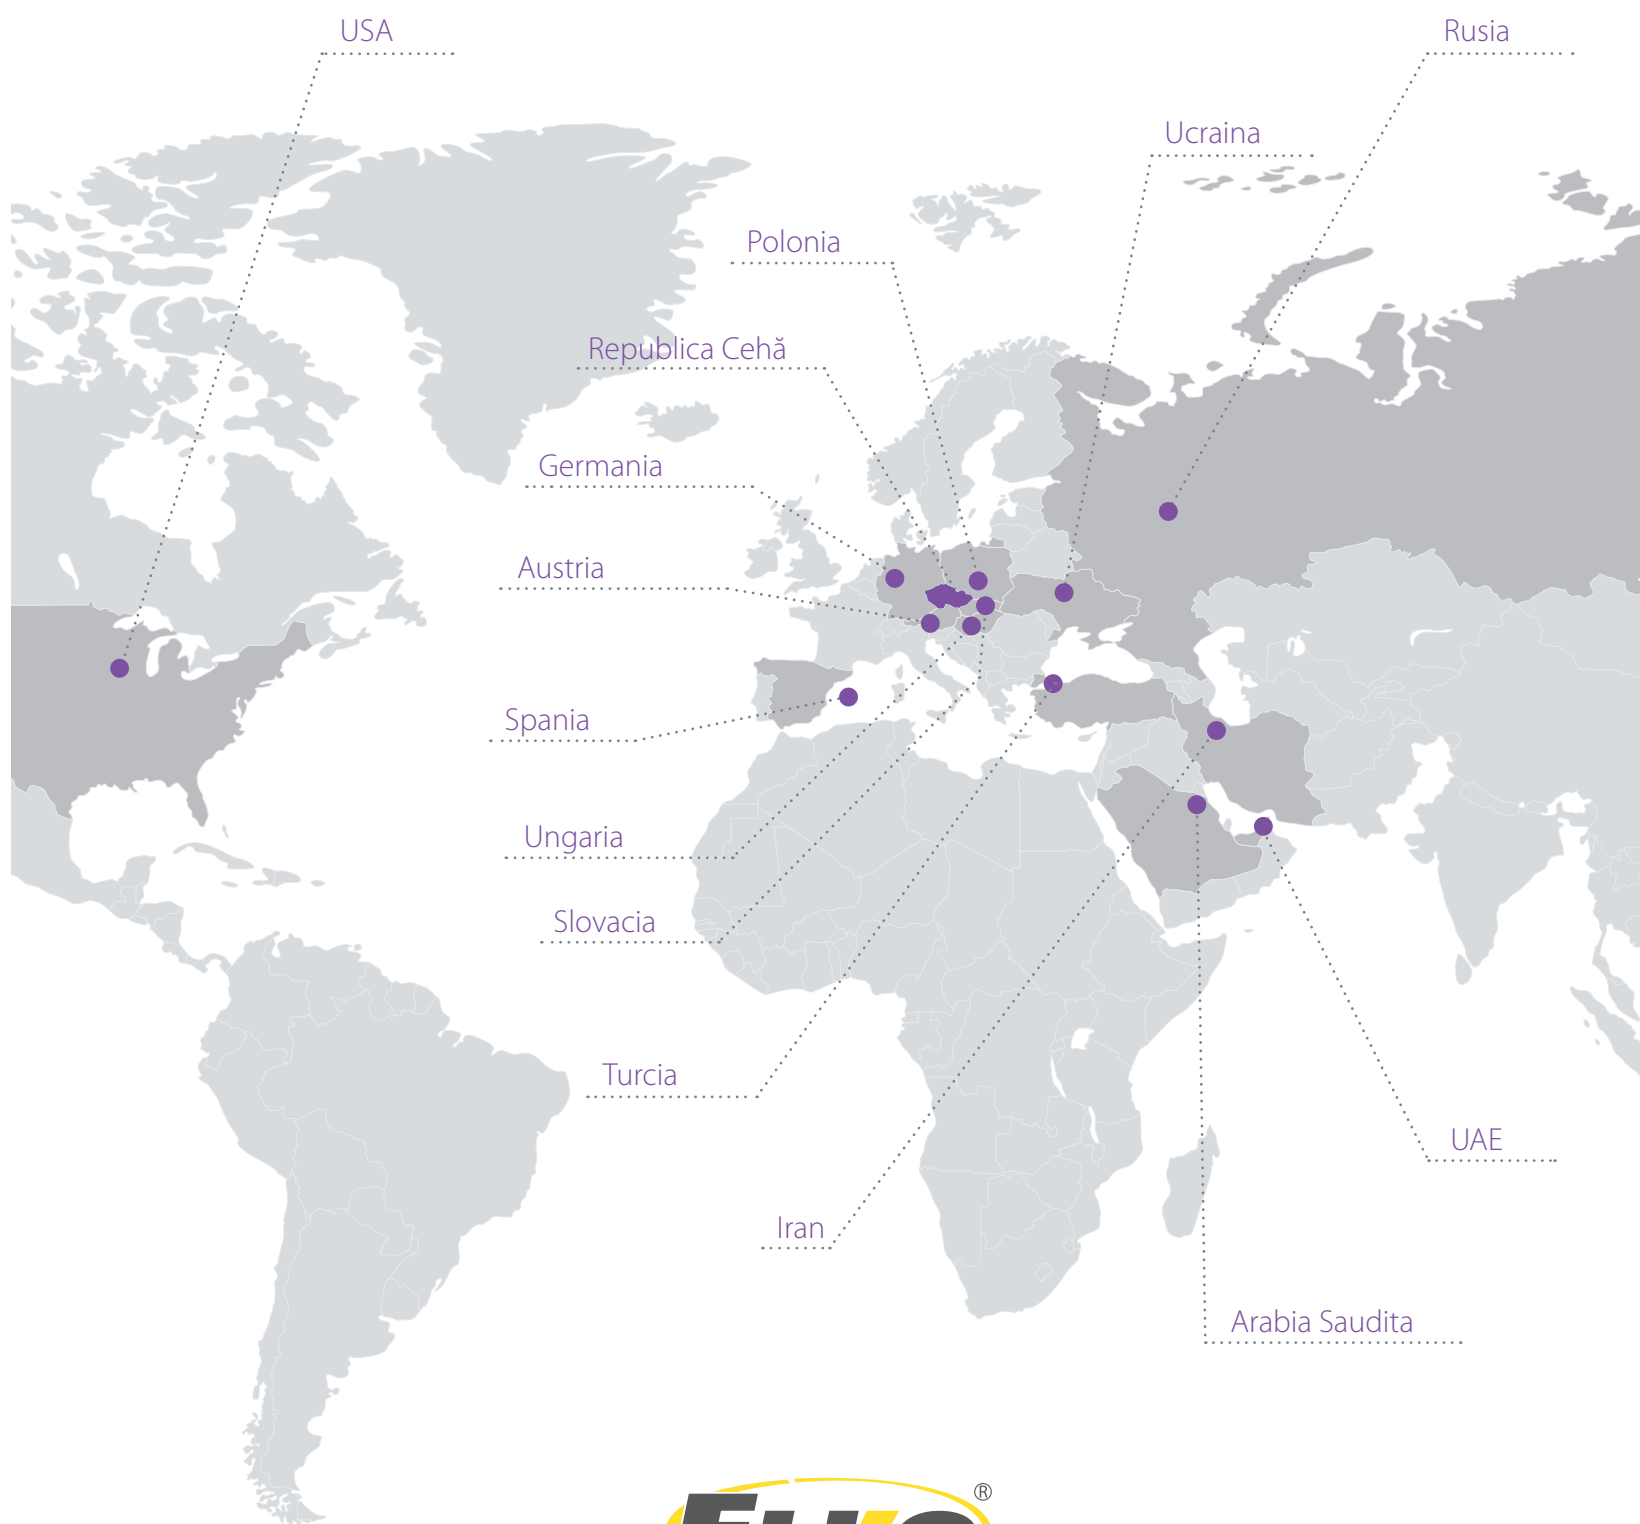 USA
Rusia
Ucraina
Polonia
Republica Cehă
Germania
Austria
Spania
Ungaria
Slovacia
Turcia
UAE
Iran
Arabia Saudita
®